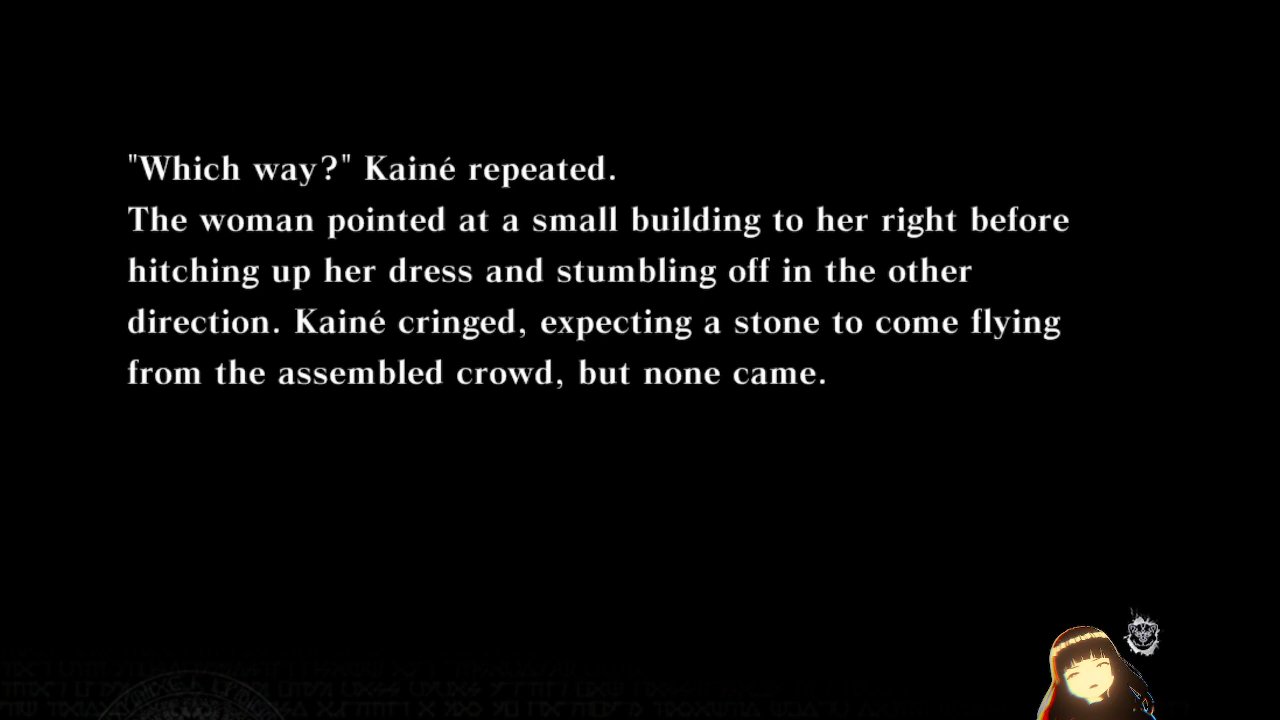 "Which way?" Kainé repeated.
The woman pointed at a small building to her right before
hitching up her dress and stumbling off in the other
direction. Kainé cringed, expecting a stone to come flying
from the assembled crowd, but none came.